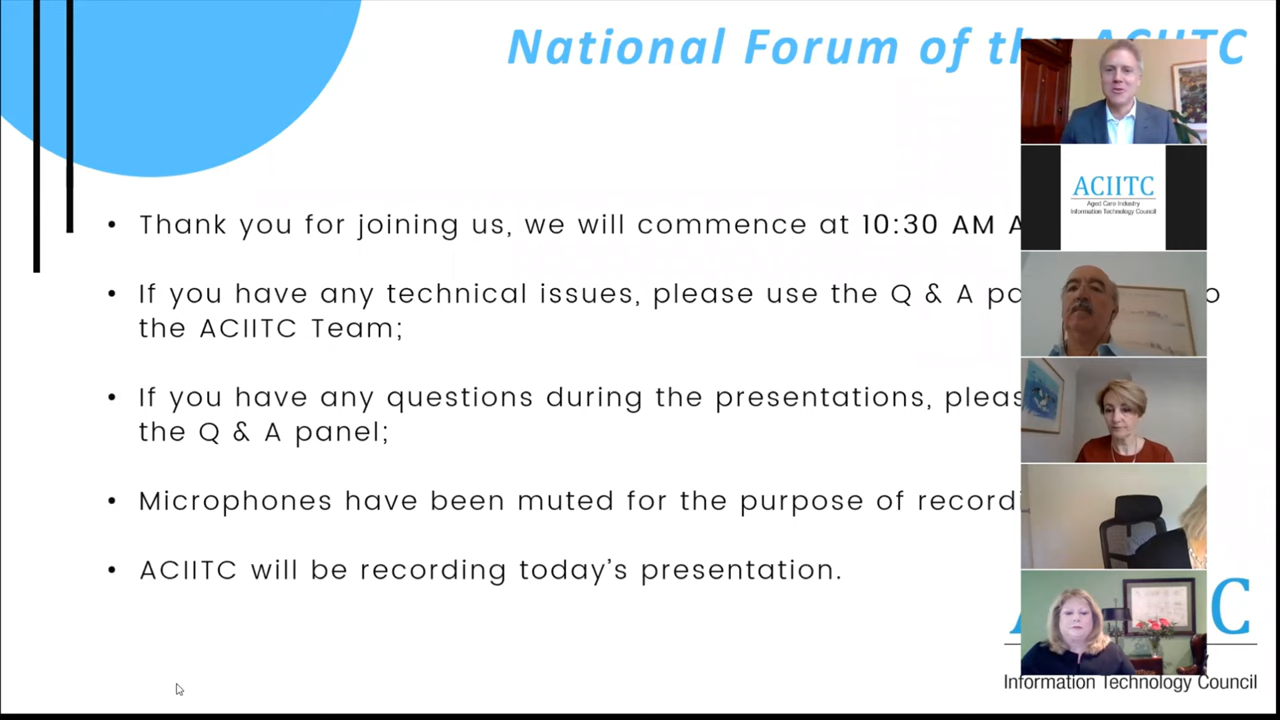 National Forum of the ACIITC
• Thank you for joining us, we will commence at 10:30 AM
• If you have any technical issues, please use the Q & A
the ACIITC Team;
• If you have any questions during the presentations,
the Q & A panel;
• Microphones have been muted for the purpose of
• ACIITC will be recording today’s presentation.
ACIITC
Aged Care Industry
Information Technology Council
Information Technology Council